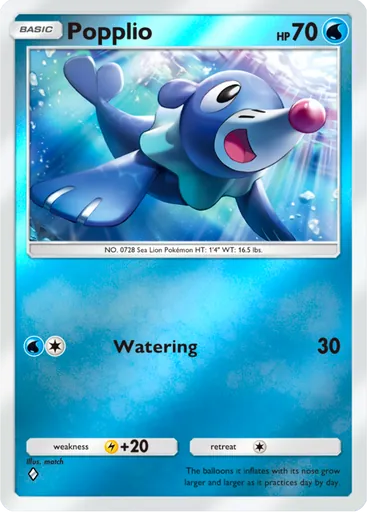 BASIC Popplio HP 70
NO. 0728 Sea Lion Pokémon HT: 1'4" WT: 16.5 lbs.
Watering 30
weakness +20 retreat
Illus. match
The balloons it inflates with its nose grow
larger and larger as it practices day by day.